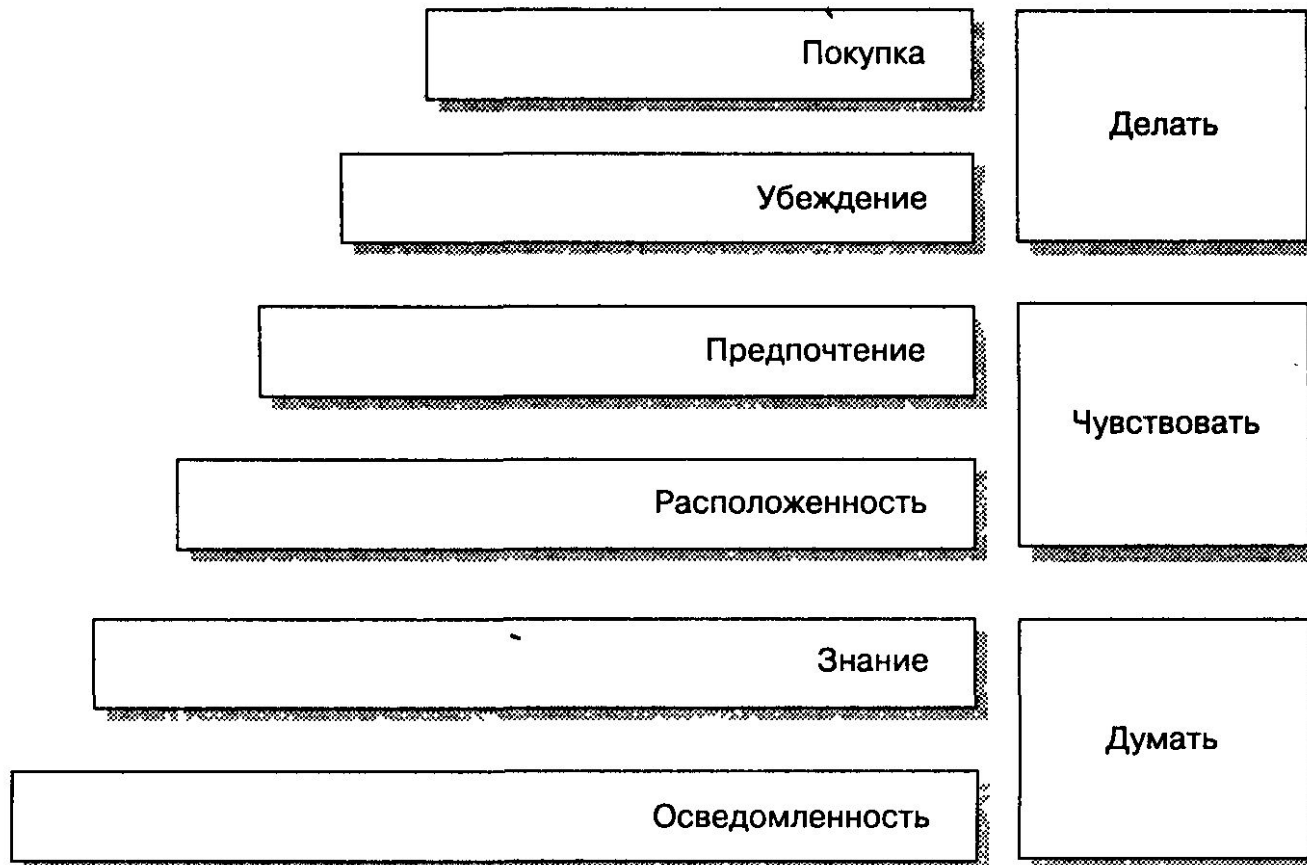 Покупка
Делать
Убеждение
Предпочтение
Чувствовать
Расположенность
Знание
Думать
Осведомленность